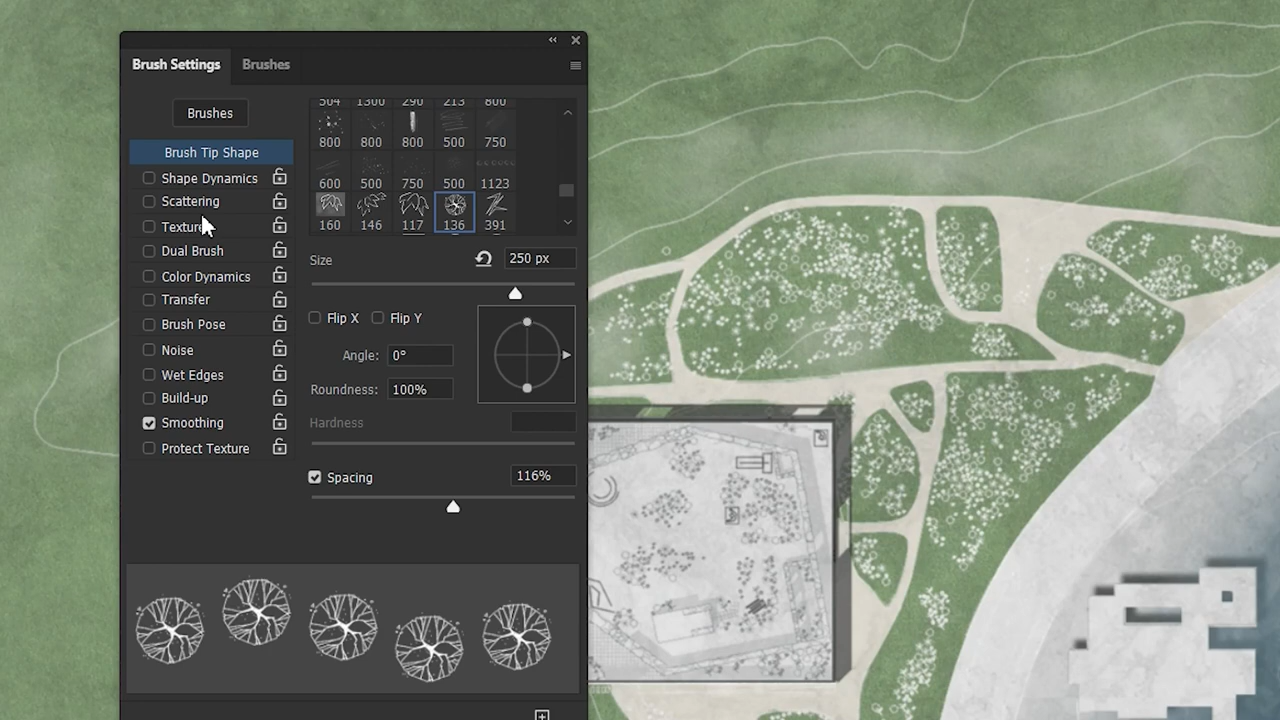 Brush Settings Brushes
Brushes
504 1300 290 213 800
800 800 800 500 750
600 500 750 500 1123
160 146 117 136 391
Brush Tip Shape
Shape Dynamics
Scattering
Texture
Dual Brush
Color Dynamics
Transfer
Brush Pose
Noise
Wet Edges
Build-up
Smoothing
Protect Texture
Size 250 px
Flip X Flip Y
Angle: 0°
Roundness: 100%
Hardness
Spacing 116%